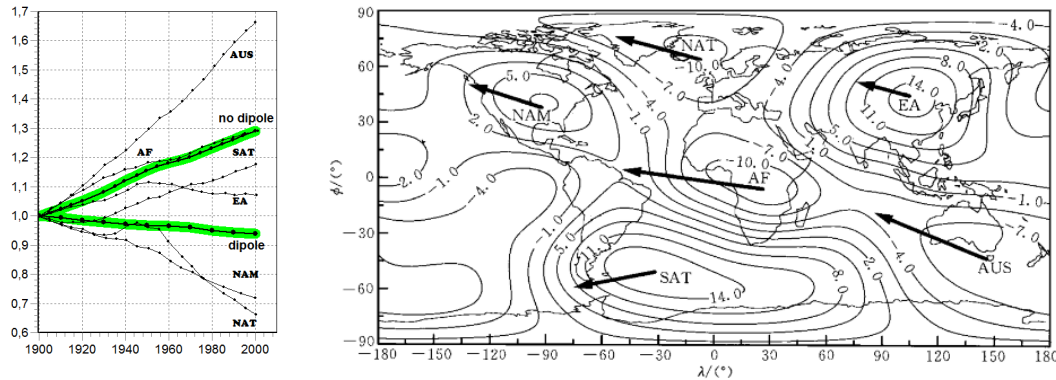 1,7
1,6
1,5
1,4
1,3
1,2
1,1
1,0
0,9
0,8
0,7
0,6
AUS
no dipole
AF
SAT
EA
dipole
NAM
NAT
1900 1920 1940 1960 1980 2000
90
60
30
0
−30
−60
−90
φ/(°)
−180 −150 −120 −90 −60 −30 0 30 60 90 120 150 180
λ/(°)
NAT
−10.0
−4.0
−4.0
−2.0
5.0
8.0
14.0
EA
NAM
−7.0
−4.0
11.0
2.0
−1.0
5.0
−7.0
−10.0
AF
−2.0
−1.0
−4.0
−1.0
−1.0
5.0
11.0
−4.0
−7.0
AUS
SAT
14.0
8.0
2.0